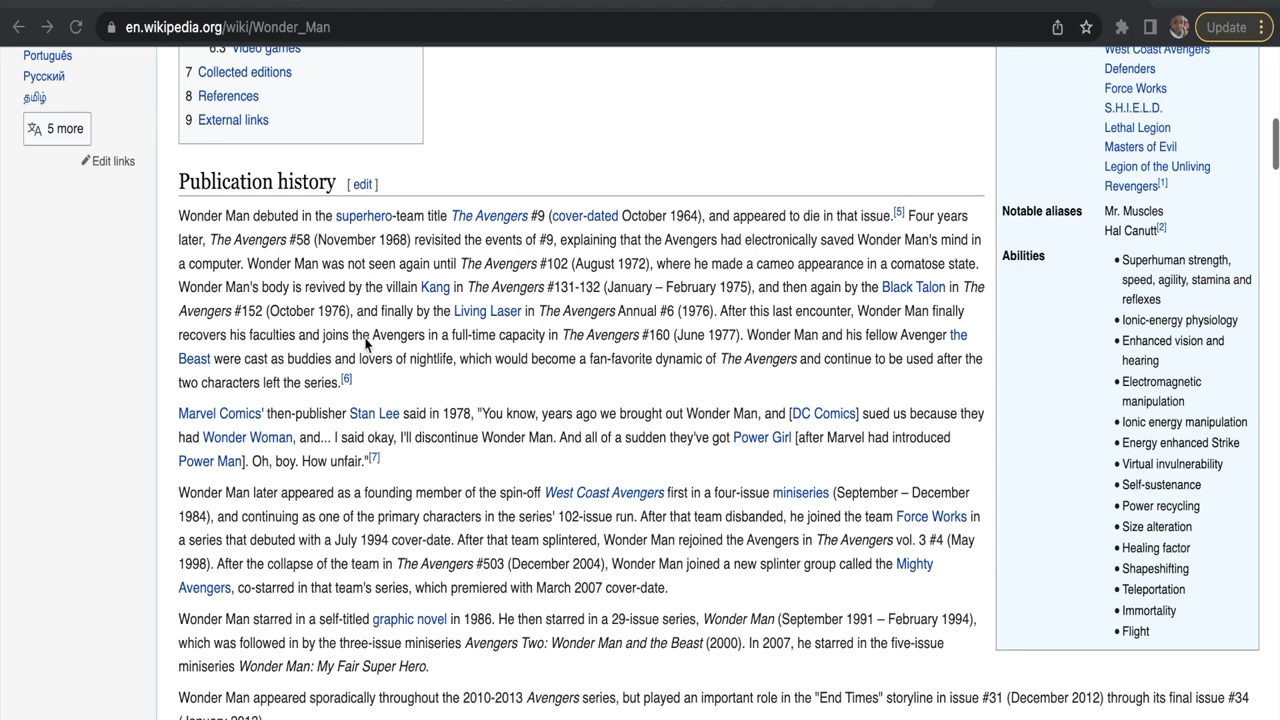 en.wikipedia.org/wiki/Wonder_Man
Update
Português
Русский
தமிழ்
5 more
Edit links
6.3 Video games
7 Collected editions
8 References
9 External links
Publication history [ edit ]
Wonder Man debuted in the superhero-team title The Avengers #9 (cover-dated October 1964), and appeared to die in that issue.[5] Four years
later, The Avengers #58 (November 1968) revisited the events of #9, explaining that the Avengers had electronically saved Wonder Man's mind in
a computer. Wonder Man was not seen again until The Avengers #102 (August 1972), where he made a cameo appearance in a comatose state.
Wonder Man's body is revived by the villain Kang in The Avengers #131-132 (January – February 1975), and then again by the Black Talon in The
Avengers #152 (October 1976), and finally by the Living Laser in The Avengers Annual #6 (1976). After this last encounter, Wonder Man finally
recovers his faculties and joins the Avengers in a full-time capacity in The Avengers #160 (June 1977). Wonder Man and his fellow Avenger the
Beast were cast as buddies and lovers of nightlife, which would become a fan-favorite dynamic of The Avengers and continue to be used after the
two characters left the series.[6]
Marvel Comics' then-publisher Stan Lee said in 1978, "You know, years ago we brought out Wonder Man, and [DC Comics] sued us because they
had Wonder Woman, and... I said okay, I'll discontinue Wonder Man. And all of a sudden they've got Power Girl [after Marvel had introduced
Power Man]. Oh, boy. How unfair."[7]
Wonder Man later appeared as a founding member of the spin-off West Coast Avengers first in a four-issue miniseries (September – December
1984), and continuing as one of the primary characters in the series' 102-issue run. After that team disbanded, he joined the team Force Works in
a series that debuted with a July 1994 cover-date. After that team splintered, Wonder Man rejoined the Avengers in The Avengers vol. 3 #4 (May
1998). After the collapse of the team in The Avengers #503 (December 2004), Wonder Man joined a new splinter group called the Mighty
Avengers, co-starred in that team's series, which premiered with March 2007 cover-date.
Wonder Man starred in a self-titled graphic novel in 1986. He then starred in a 29-issue series, Wonder Man (September 1991 – February 1994),
which was followed in by the three-issue miniseries Avengers Two: Wonder Man and the Beast (2000). In 2007, he starred in the five-issue
miniseries Wonder Man: My Fair Super Hero.
Wonder Man appeared sporadically throughout the 2010-2013 Avengers series, but played an important role in the "End Times" storyline in issue #31 (December 2012) through its final issue #34
(January 2013).
West Coast Avengers
Defenders
Force Works
S.H.I.E.L.D.
Lethal Legion
Masters of Evil
Legion of the Unliving
Revengers[1]
Notable aliases Mr. Muscles
Hal Canutt[2]
Abilities
• Superhuman strength,
speed, agility, stamina and
reflexes
• Ionic-energy physiology
• Enhanced vision and
hearing
• Electromagnetic
manipulation
• Ionic energy manipulation
• Energy enhanced Strike
• Virtual invulnerability
• Self-sustenance
• Power recycling
• Size alteration
• Healing factor
• Shapeshifting
• Teleportation
• Immortality
• Flight